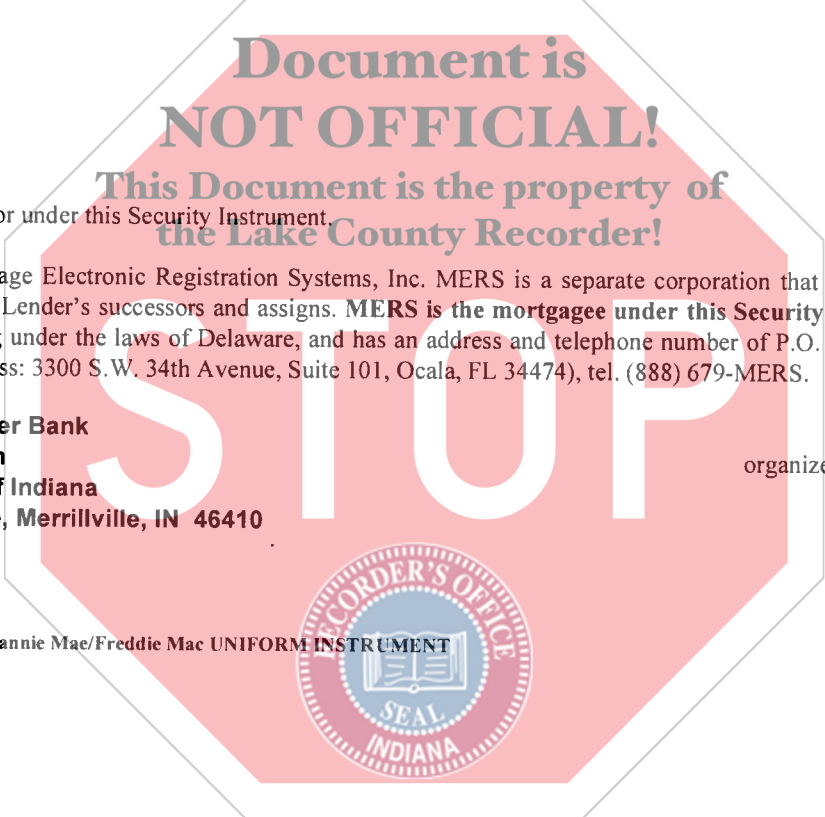 Document is
NOT OFFICIAL!
This Document is the property of
or under this Security Instrument.
the Lake County Recorder!
age Electronic Registration Systems, Inc. MERS is a separate corporation that
Lender's successors and assigns. MERS is the mortgagee under this Security
under the laws of Delaware, and has an address and telephone number of P.O.
ss: 3300 S.W. 34th Avenue, Suite 101, Ocala, FL 34474), tel. (888) 679-MERS.
STOP
er Bank
organize
f Indiana
, Merrillville, IN 46410
RECORDER'S OFFICE
annie Mae/Freddie Mac UNIFORM INSTRUMENT
SEAL
INDIANA